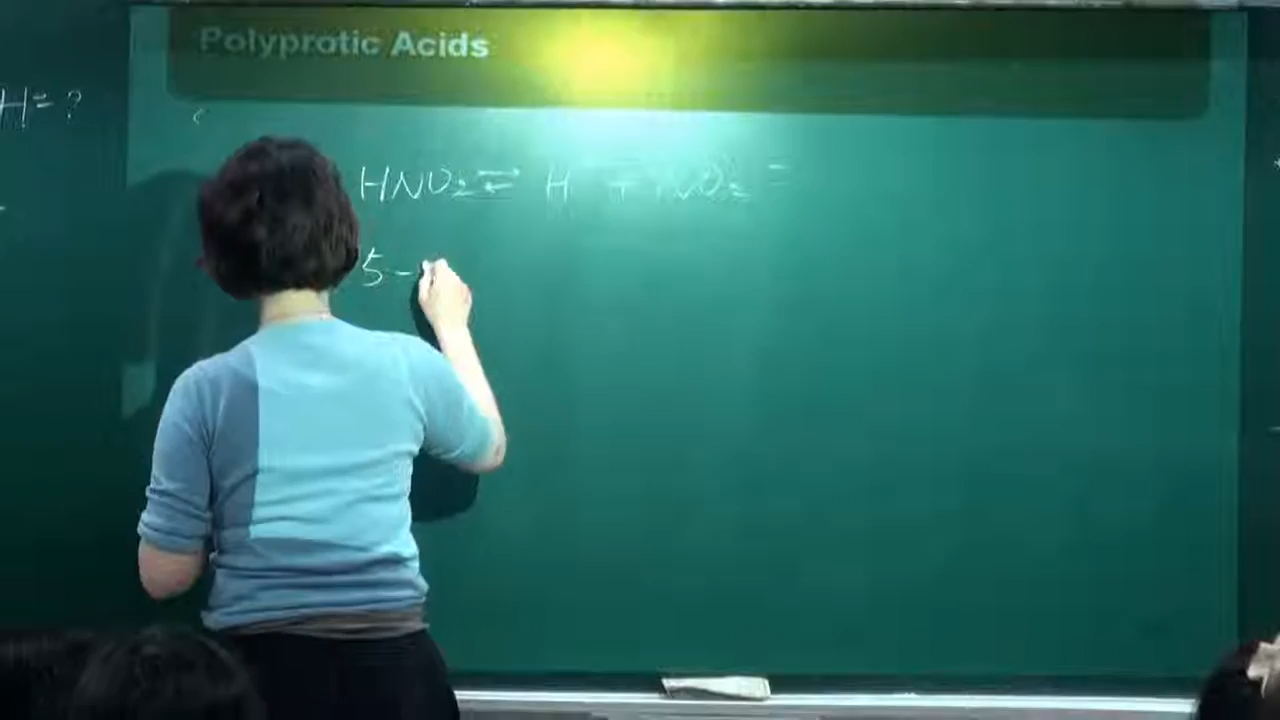 Polyprotic Acids
H=?
HNO₂ ⇌ H + NO₂ =
5-